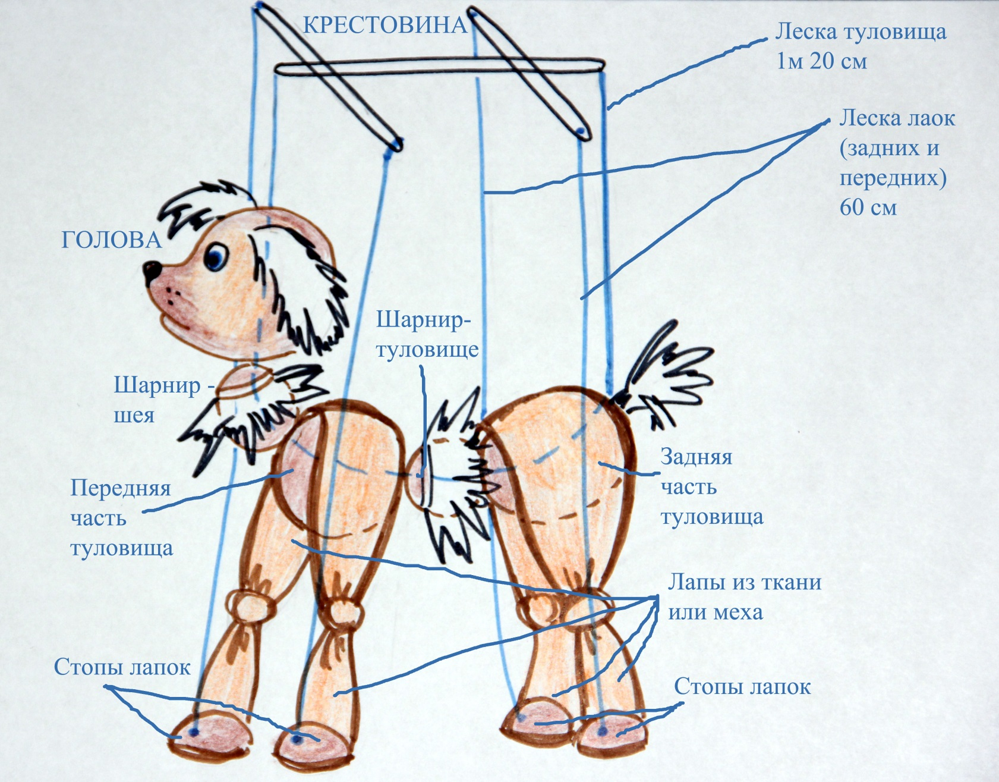 КРЕСТОВИНА
Леска туловища
1м 20 см
Леска лаок
(задних и
передних)
60 см
ГОЛОВА
Шарнир-
туловище
Шарнир -
шея
Передняя
часть
туловища
Задняя
часть
туловища
Лапы из ткани
или меха
Стопы лапок
Стопы лапок